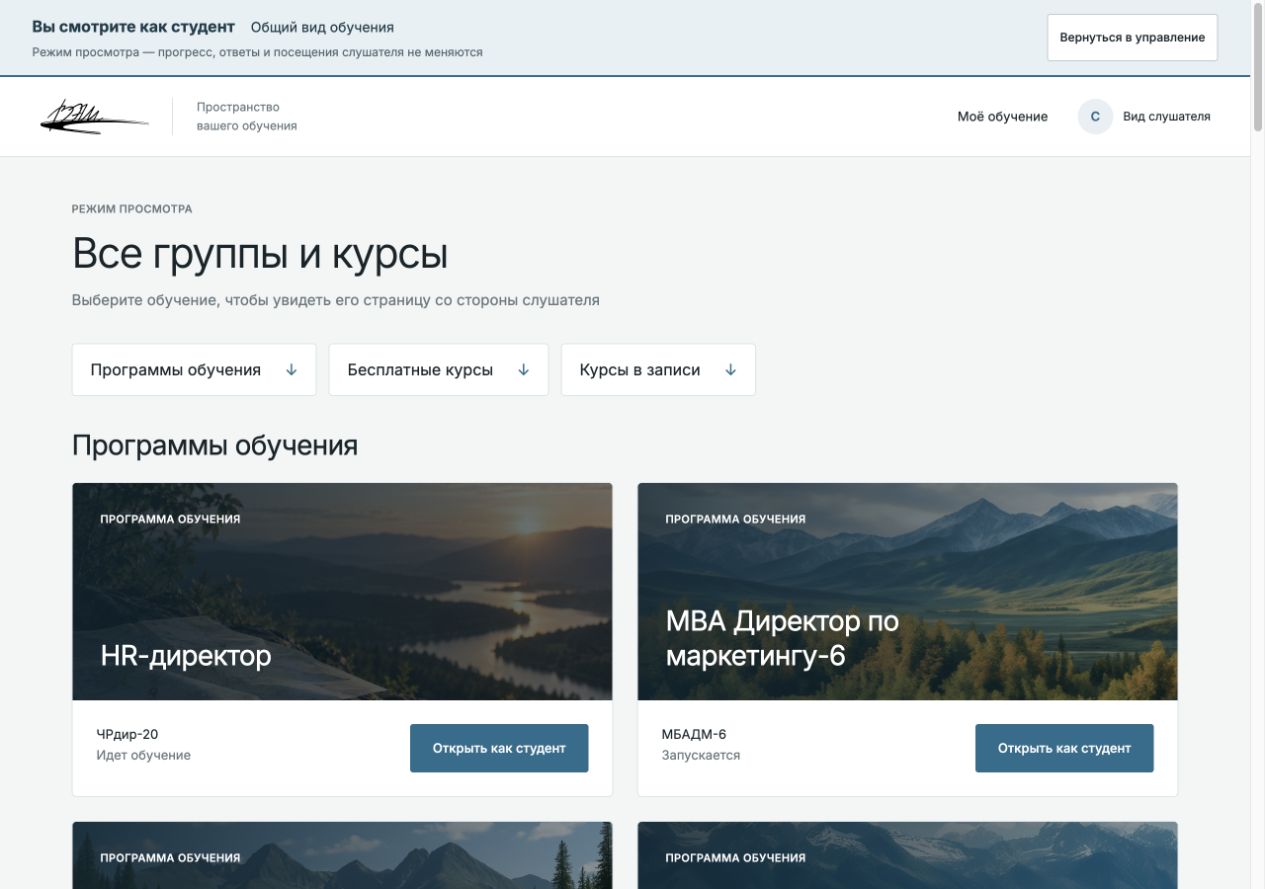 Вы смотрите как студент Общий вид обучения
Режим просмотра — прогресс, ответы и посещения слушателя не меняются
Вернуться в управление
РЭШ
Пространство
вашего обучения
Моё обучение
С
Вид слушателя
РЕЖИМ ПРОСМОТРА
Все группы и курсы
Выберите обучение, чтобы увидеть его страницу со стороны слушателя
Программы обучения ↓
Бесплатные курсы ↓
Курсы в записи ↓
Программы обучения
ПРОГРАММА ОБУЧЕНИЯ
HR-директор
ЧРдир-20
Идет обучение
Открыть как студент
ПРОГРАММА ОБУЧЕНИЯ
MBA Директор по
маркетингу-6
МБАДМ-6
Запускается
Открыть как студент
ПРОГРАММА ОБУЧЕНИЯ
ПРОГРАММА ОБУЧЕНИЯ